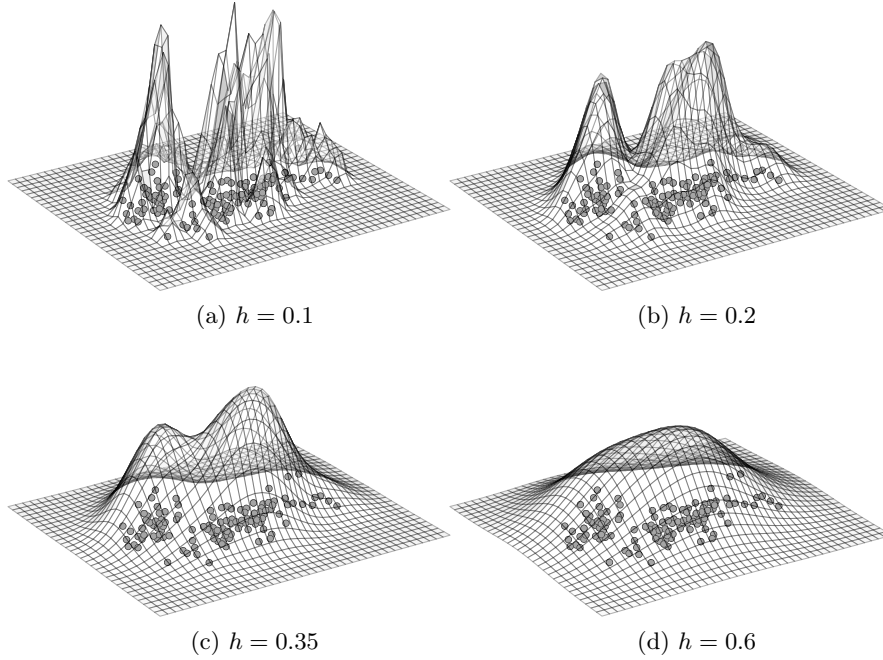 (a) h = 0.1
(b) h = 0.2
(c) h = 0.35
(d) h = 0.6